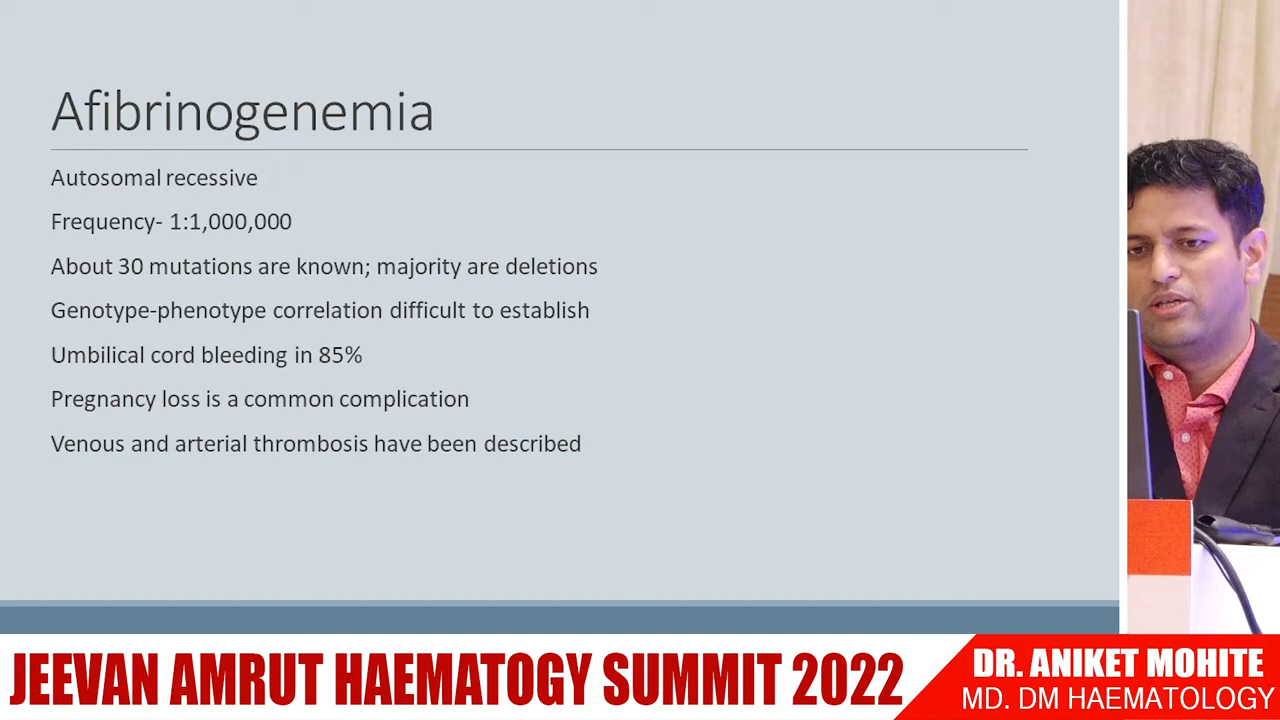 Afibrinogenemia
Autosomal recessive
Frequency- 1:1,000,000
About 30 mutations are known; majority are deletions
Genotype-phenotype correlation difficult to establish
Umbilical cord bleeding in 85%
Pregnancy loss is a common complication
Venous and arterial thrombosis have been described
JEEVAN AMRUT HAEMATOGY SUMMIT 2022
DR. ANIKET MOHITE
MD. DM HAEMATOLOGY